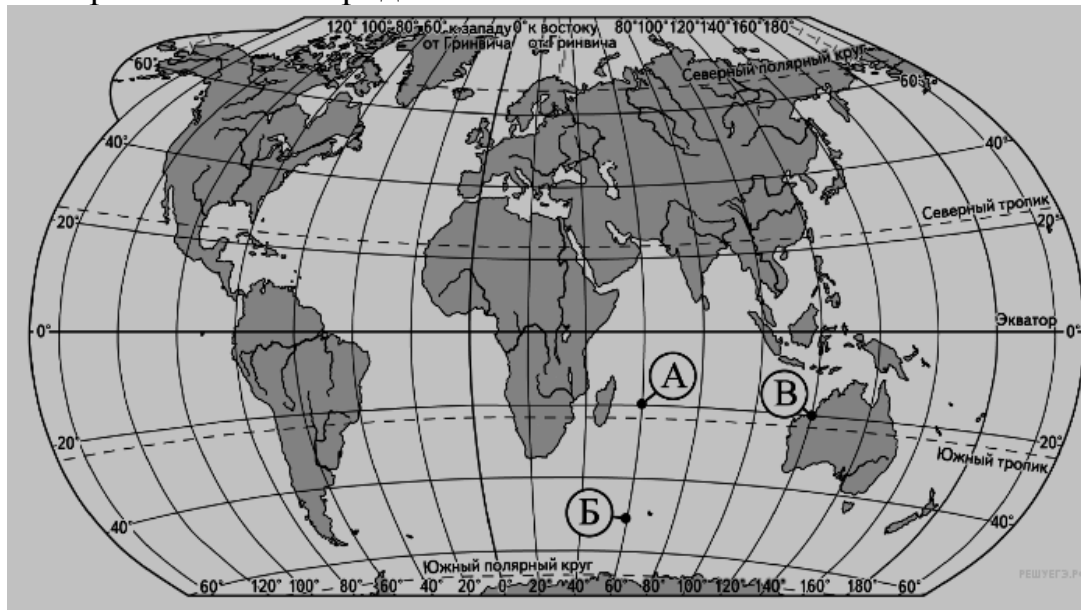 120° 100° 80° 60° к западу 0° к востоку 80° 100° 120° 140° 160° 180°
от Гринвича от Гринвича
60° Северный полярный круг 60°
40° 40°
Северный тропик
20° 20°
Экватор
0° 0°
А
В
20° 20°
Южный тропик
Б
40° 40°
Южный полярный круг
60° 120° 100° 80° 60° 40° 20° 0° 20° 40° 60° 80° 100° 120° 140° 160° 180° 60°
РЕШУЕГЭ.РФ